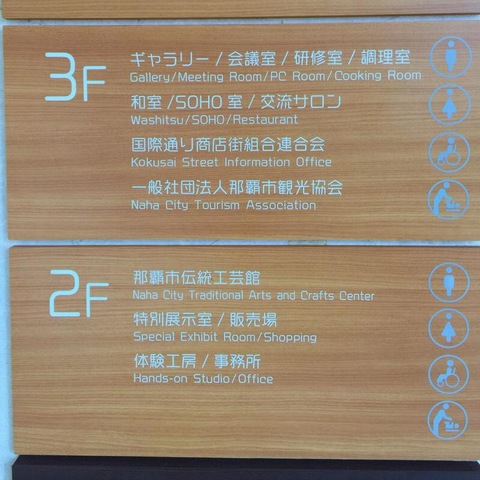 3F
ギャラリー / 会議室 / 研修室 / 調理室
Gallery/Meeting Room/PC Room/Cooking Room
和室 /SOHO 室 / 交流サロン
Washitsu/SOHO/Restaurant
国際通り商店街組合連合会
Kokusai Street Information Office
一般社団法人那覇市観光協会
Naha City Tourism Association
2F
那覇市伝統工芸館
Naha City Traditional Arts and Crafts Center
特別展示室 / 販売場
Special Exhibit Room/Shopping
体験工房 / 事務所
Hands-on Studio/Office